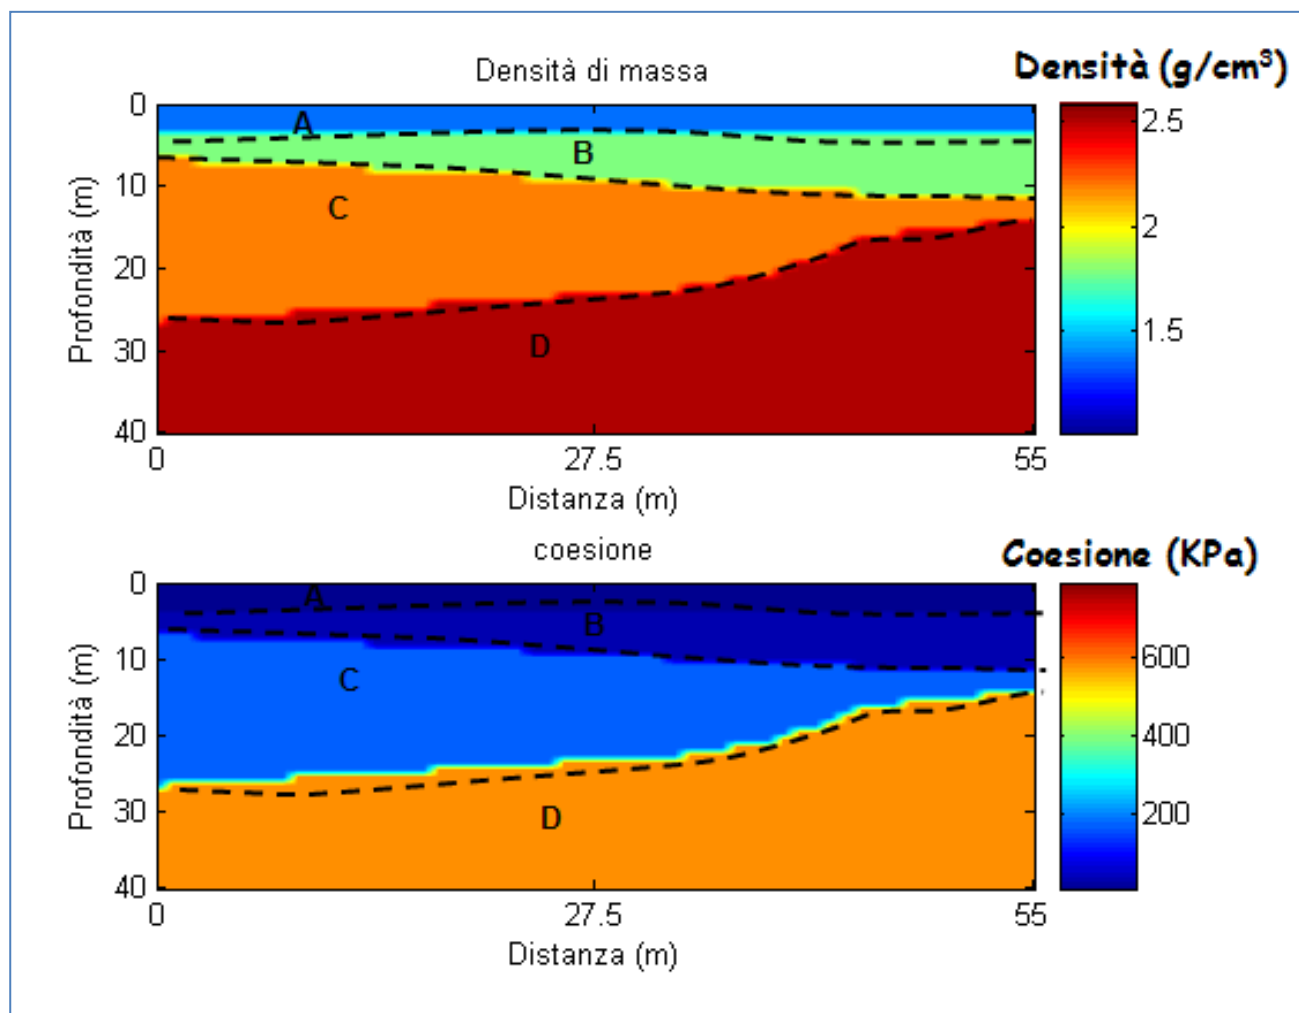 Densità di massa
Densità (g/cm³)
0
10
20
30
40
Profondità (m)
A
B
C
D
0
27.5
55
Distanza (m)
2.5
2
1.5
coesione
Coesione (KPa)
0
10
20
30
40
Profondità (m)
A
B
C
D
0
27.5
55
Distanza (m)
600
400
200